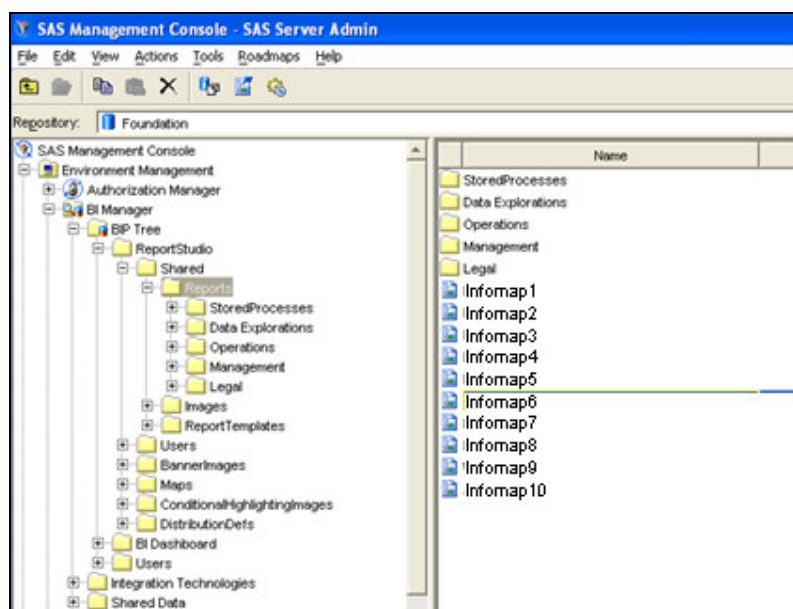 SAS Management Console - SAS Server Admin
File Edit View Actions Tools Roadmaps Help
Repository: Foundation
SAS Management Console
Environment Management
Authorization Manager
BI Manager
BIP Tree
ReportStudio
Shared
Reports
StoredProcesses
Data Explorations
Operations
Management
Legal
Images
ReportTemplates
Users
BannerImages
Maps
ConditionalHighlightingImages
DistributionDefs
BI Dashboard
Users
Integration Technologies
Shared Data
Name
StoredProcesses
Data Explorations
Operations
Management
Legal
Infomap1
Infomap2
Infomap3
Infomap4
Infomap5
Infomap6
Infomap7
Infomap8
Infomap9
Infomap10